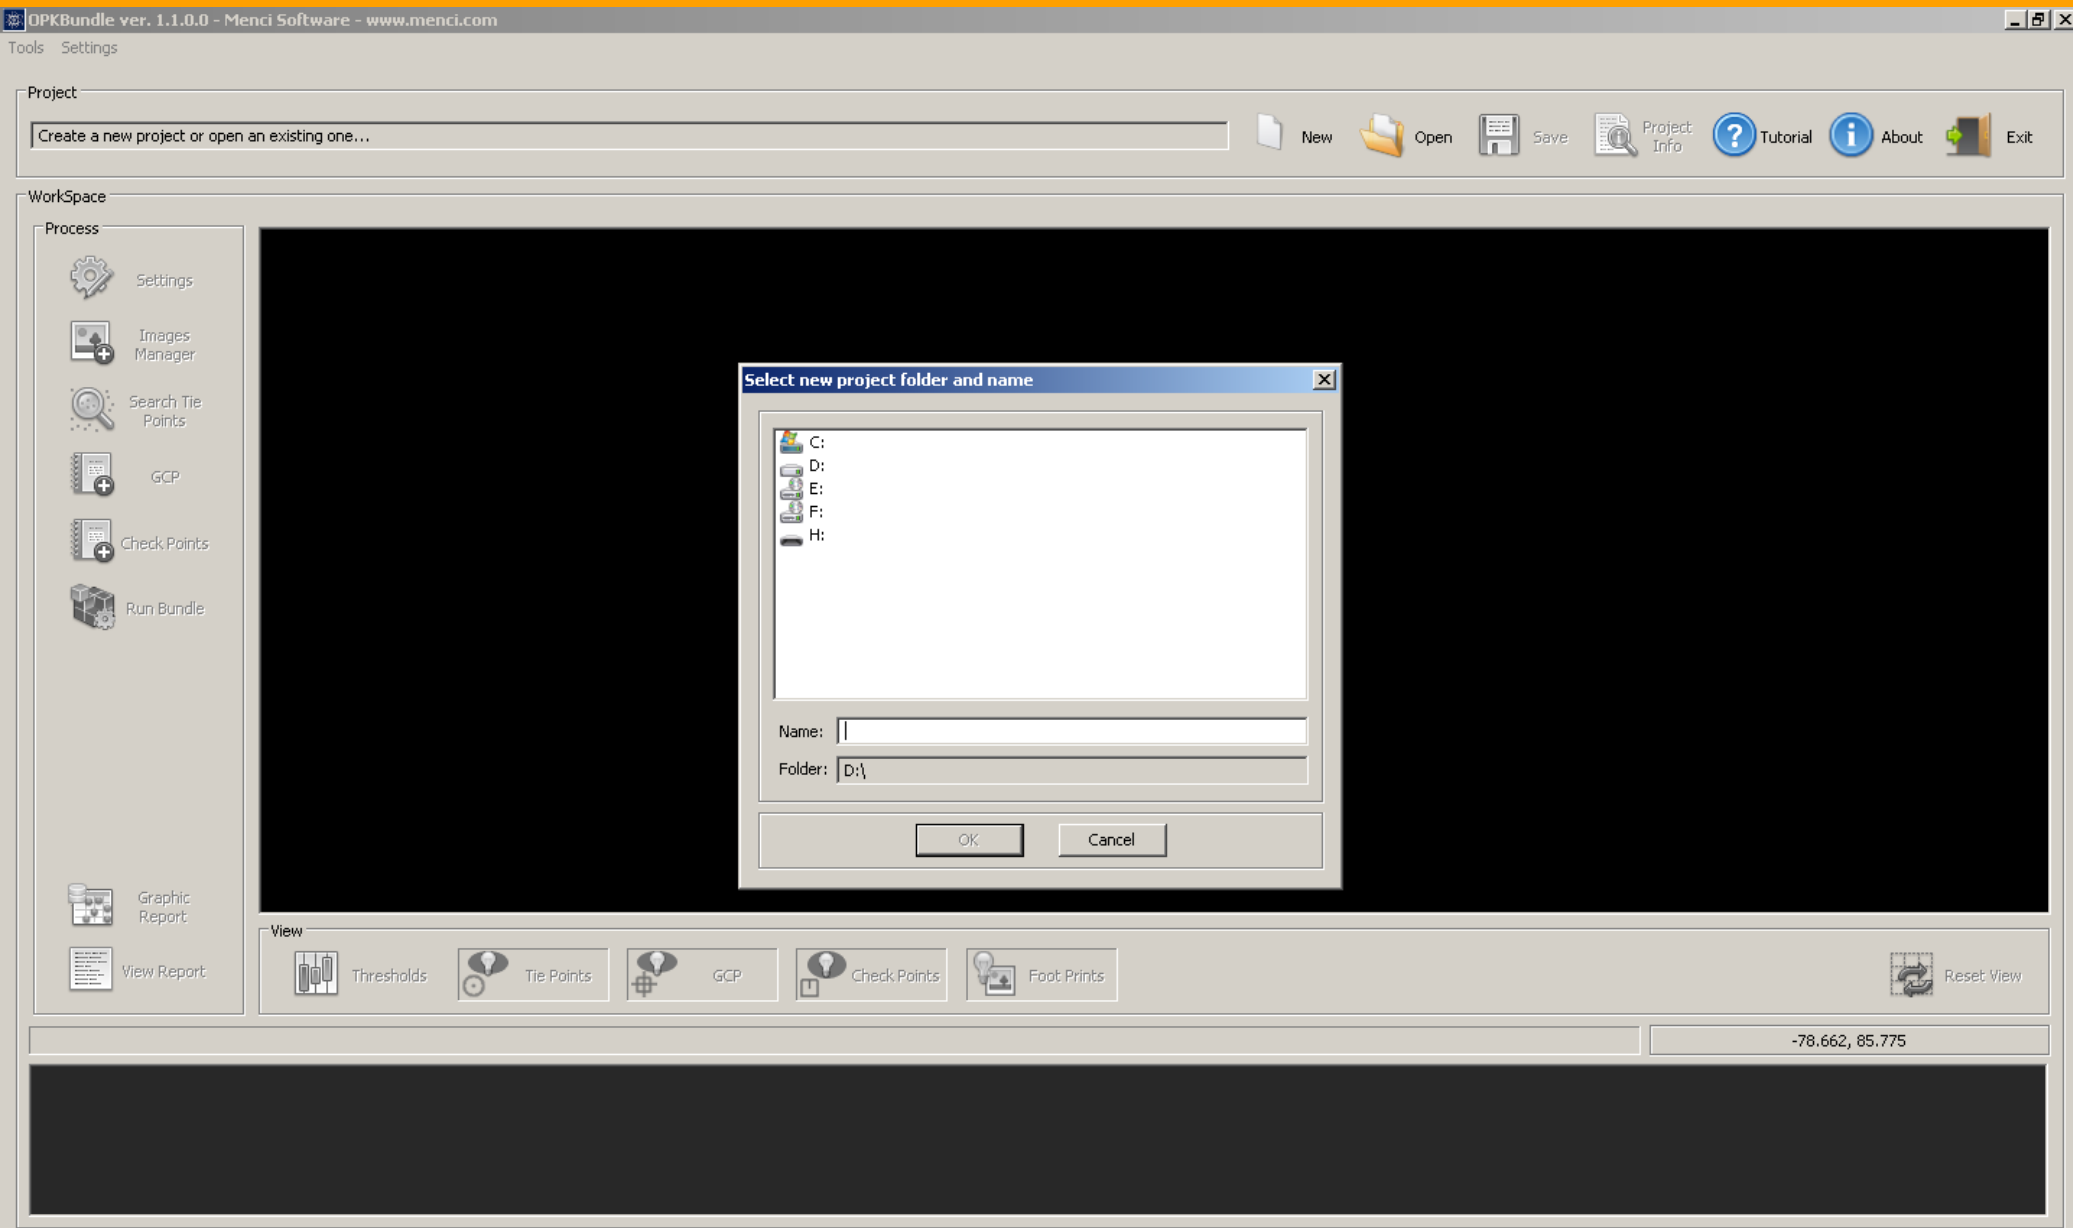 OPKBundle ver. 1.1.0.0 - Menci Software - www.menci.com
Tools Settings
Project
Create a new project or open an existing one...
New
Open
Save
Project
Info
Tutorial
About
Exit
WorkSpace
Process
Settings
Images
Manager
Search Tie
Points
GCP
Check Points
Run Bundle
Graphic
Report
View Report
Select new project folder and name
C:
D:
E:
F:
H:
Name:
Folder: D:\
OK
Cancel
View
Thresholds
Tie Points
GCP
Check Points
Foot Prints
Reset View
-78.662, 85.775